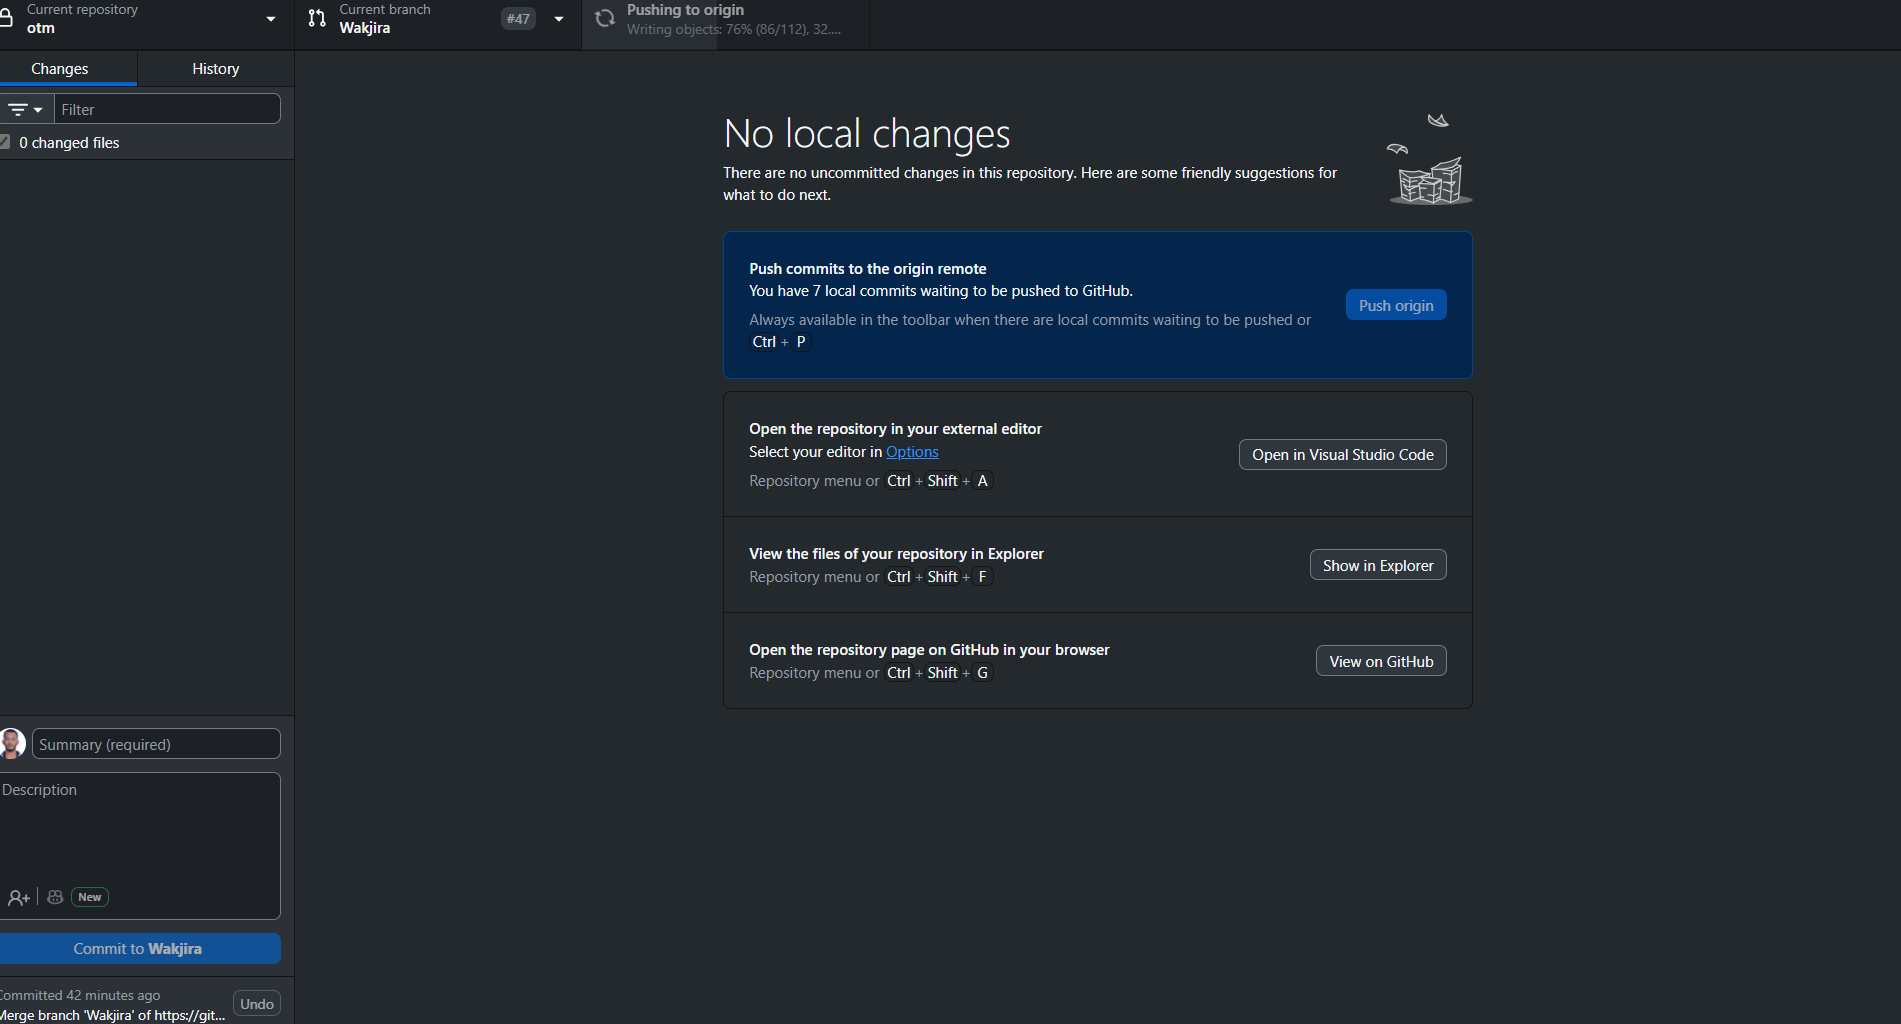 Current repository
otm
Current branch
Wakjira
#47
Pushing to origin
Writing objects: 76% (86/112), 32....
Changes
History
Filter
0 changed files
No local changes
There are no uncommitted changes in this repository. Here are some friendly suggestions for
what to do next.
Push commits to the origin remote
You have 7 local commits waiting to be pushed to GitHub.
Always available in the toolbar when there are local commits waiting to be pushed or
Ctrl + P
Push origin
Open the repository in your external editor
Select your editor in Options
Repository menu or Ctrl + Shift + A
Open in Visual Studio Code
View the files of your repository in Explorer
Repository menu or Ctrl + Shift + F
Show in Explorer
Open the repository page on GitHub in your browser
Repository menu or Ctrl + Shift + G
View on GitHub
Summary (required)
Description
New
Commit to Wakjira
Committed 42 minutes ago
Merge branch 'Wakjira' of https://git...
Undo